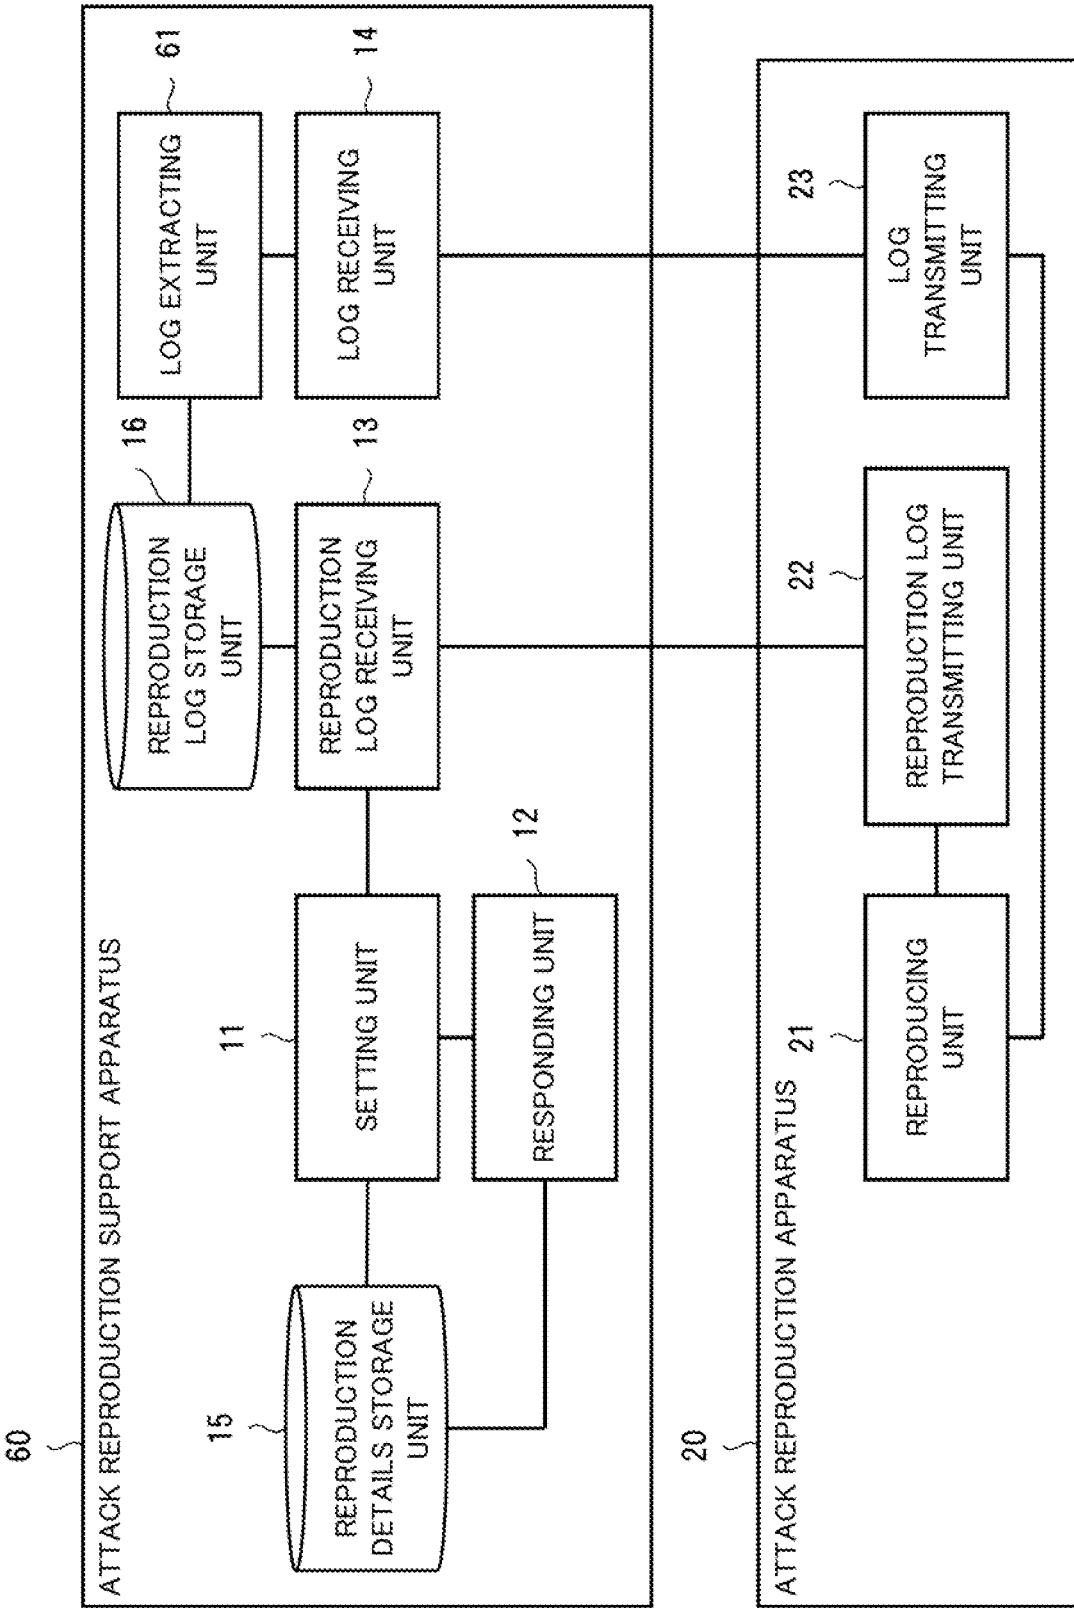 60
ATTACK REPRODUCTION SUPPORT APPARATUS
15
REPRODUCTION
DETAILS STORAGE
UNIT
11
SETTING UNIT
12
RESPONDING UNIT
16
REPRODUCTION
LOG STORAGE
UNIT
13
REPRODUCTION
LOG RECEIVING
UNIT
61
LOG EXTRACTING
UNIT
14
LOG RECEIVING
UNIT
20
ATTACK REPRODUCTION APPARATUS
21
REPRODUCING
UNIT
22
REPRODUCTION LOG
TRANSMITTING UNIT
23
LOG
TRANSMITTING
UNIT